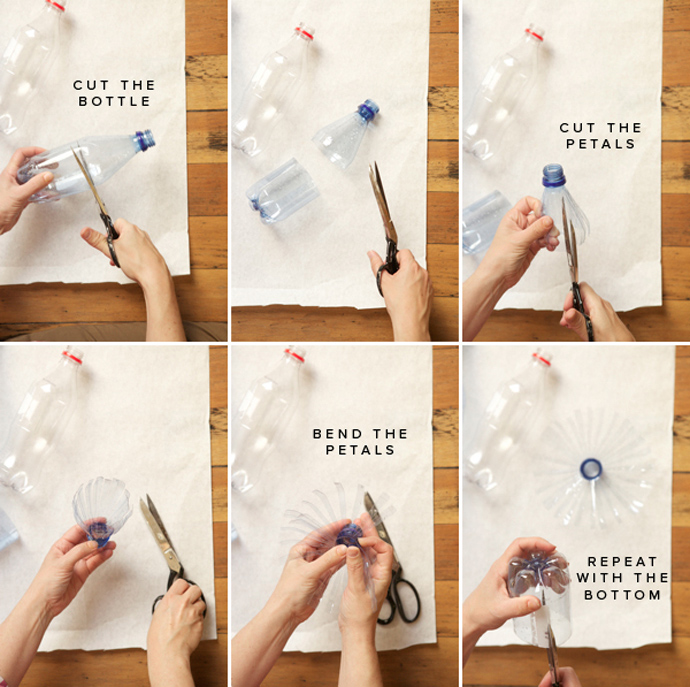 CUT THE
BOTTLE
CUT THE
PETALS
BEND THE
PETALS
REPEAT
WITH THE
BOTTOM